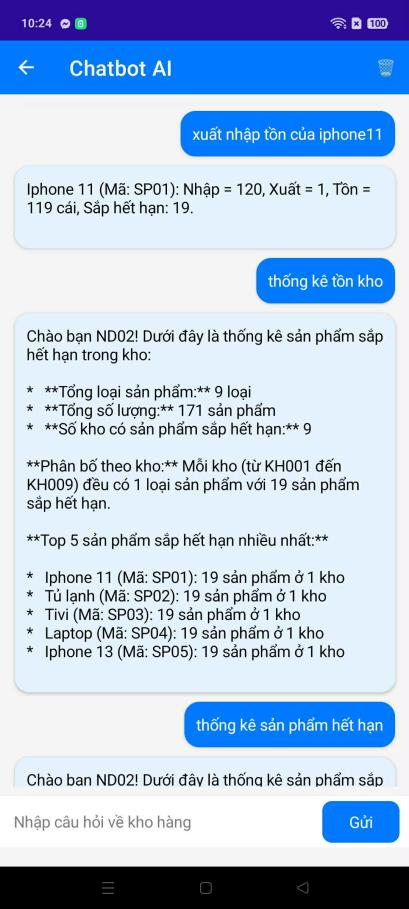 10:24
100
Chatbot AI
xuất nhập tồn của iphone11
Iphone 11 (Mã: SP01): Nhập = 120, Xuất = 1, Tồn =
119 cái, Sắp hết hạn: 19.
thống kê tồn kho
Chào bạn ND02! Dưới đây là thống kê sản phẩm sắp
hết hạn trong kho:
* **Tổng loại sản phẩm:** 9 loại
* **Tổng số lượng:** 171 sản phẩm
* **Số kho có sản phẩm sắp hết hạn:** 9
**Phân bố theo kho:** Mỗi kho (từ KH001 đến
KH009) đều có 1 loại sản phẩm với 19 sản phẩm
sắp hết hạn.
**Top 5 sản phẩm sắp hết hạn nhiều nhất:**
* Iphone 11 (Mã: SP01): 19 sản phẩm ở 1 kho
* Tủ lạnh (Mã: SP02): 19 sản phẩm ở 1 kho
* Tivi (Mã: SP03): 19 sản phẩm ở 1 kho
* Laptop (Mã: SP04): 19 sản phẩm ở 1 kho
* Iphone 13 (Mã: SP05): 19 sản phẩm ở 1 kho
thống kê sản phẩm hết hạn
Chào bạn ND02! Dưới đây là thống kê sản phẩm sắp
Nhập câu hỏi về kho hàng
Gửi